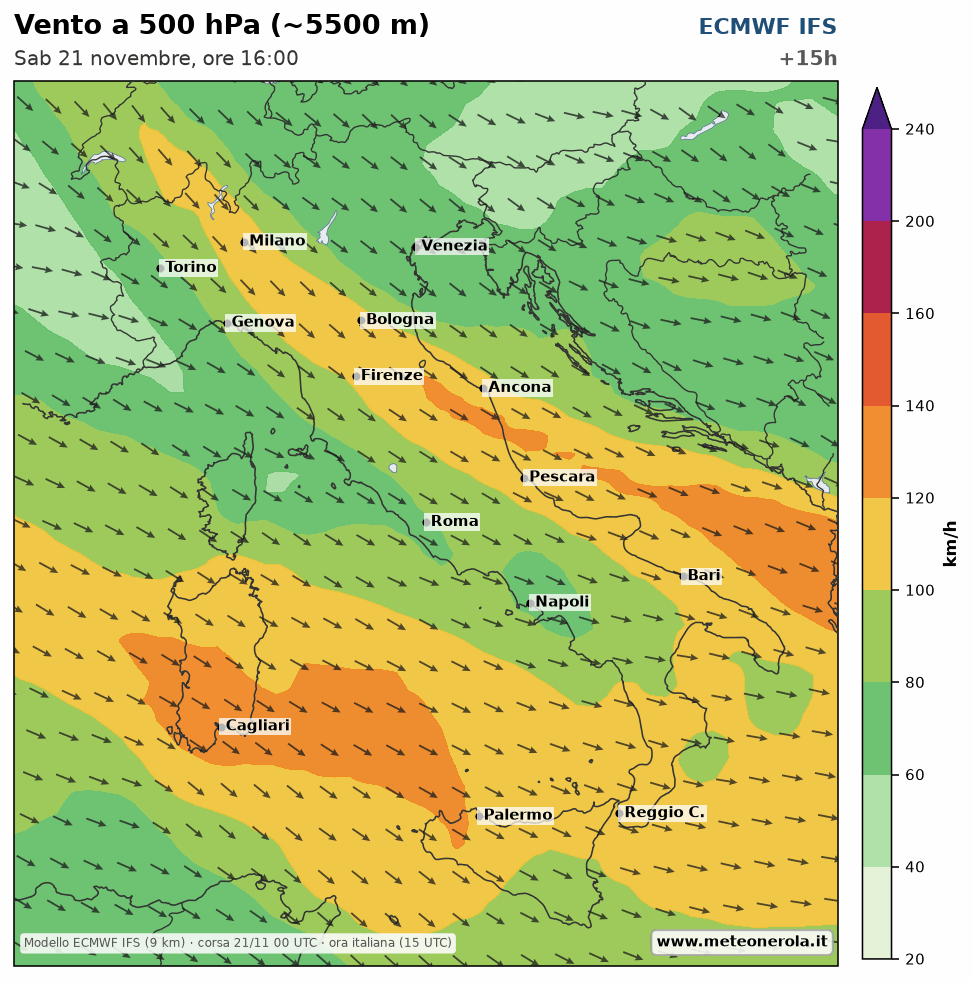 Vento a 500 hPa (~5500 m)
ECMWF IFS
Sab 21 novembre, ore 16:00
+15h
Milano
Venezia
Torino
Genova
Bologna
Firenze
Ancona
Pescara
Roma
Bari
Napoli
Cagliari
Palermo
Reggio C.
240
200
160
140
120
100
80
60
40
20
km/h
Modello ECMWF IFS (9 km) · corsa 21/11 00 UTC · ora italiana (15 UTC)
www.meteonerola.it